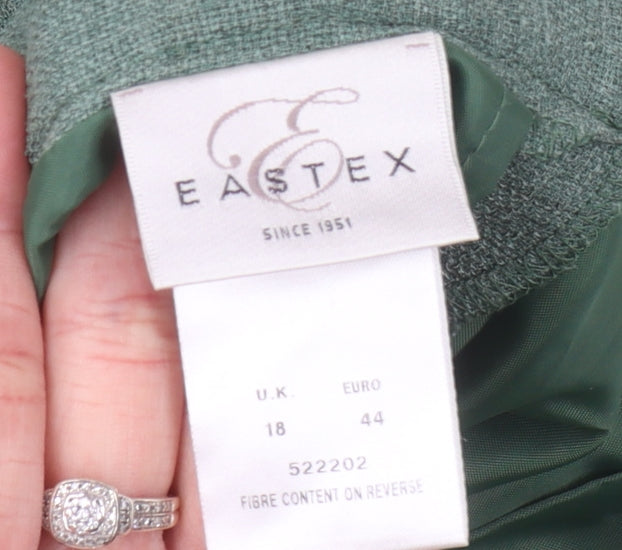 E
EASTEX
SINCE 1951
U.K. EURO
18 44
522202
FIBRE CONTENT ON REVERSE